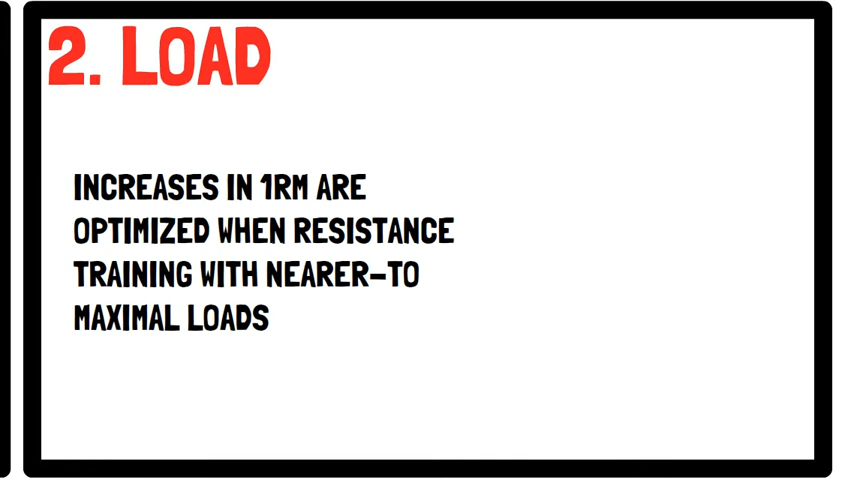 2. LOAD
INCREASES IN 1RM ARE
OPTIMIZED WHEN RESISTANCE
TRAINING WITH NEARER-TO
MAXIMAL LOADS